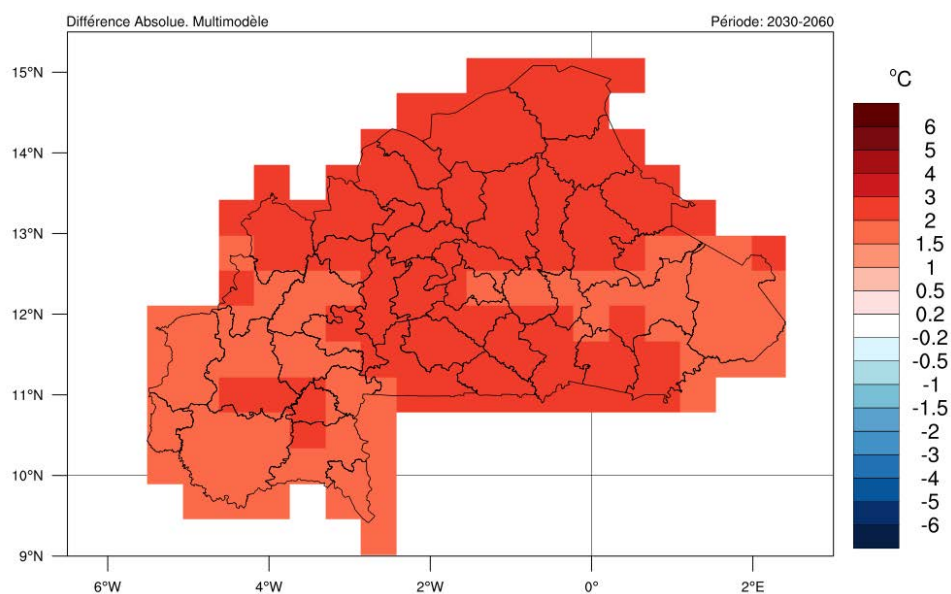 Différence Absolue. Multimodèle
Période: 2030-2060
°C
15°N
14°N
13°N
12°N
11°N
10°N
9°N
6°W
4°W
2°W
0°
2°E
6
5
4
3
2
1.5
1
0.5
0.2
-0.2
-0.5
-1
-1.5
-2
-3
-4
-5
-6